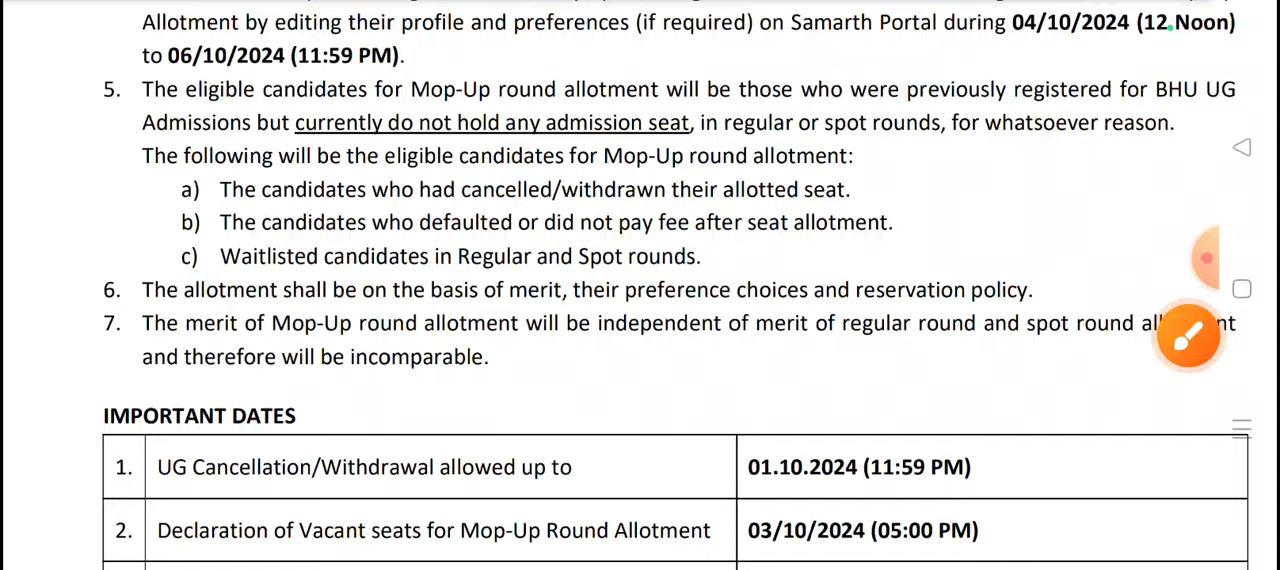 Allotment by editing their profile and preferences (if required) on Samarth Portal during 04/10/2024 (12.Noon)
to 06/10/2024 (11:59 PM).
5. The eligible candidates for Mop-Up round allotment will be those who were previously registered for BHU UG
Admissions but currently do not hold any admission seat, in regular or spot rounds, for whatsoever reason.
The following will be the eligible candidates for Mop-Up round allotment:
a) The candidates who had cancelled/withdrawn their allotted seat.
b) The candidates who defaulted or did not pay fee after seat allotment.
c) Waitlisted candidates in Regular and Spot rounds.
6. The allotment shall be on the basis of merit, their preference choices and reservation policy.
7. The merit of Mop-Up round allotment will be independent of merit of regular round and spot round
and therefore will be incomparable.
IMPORTANT DATES
1. UG Cancellation/Withdrawal allowed up to 01.10.2024 (11:59 PM)
2. Declaration of Vacant seats for Mop-Up Round Allotment 03/10/2024 (05:00 PM)